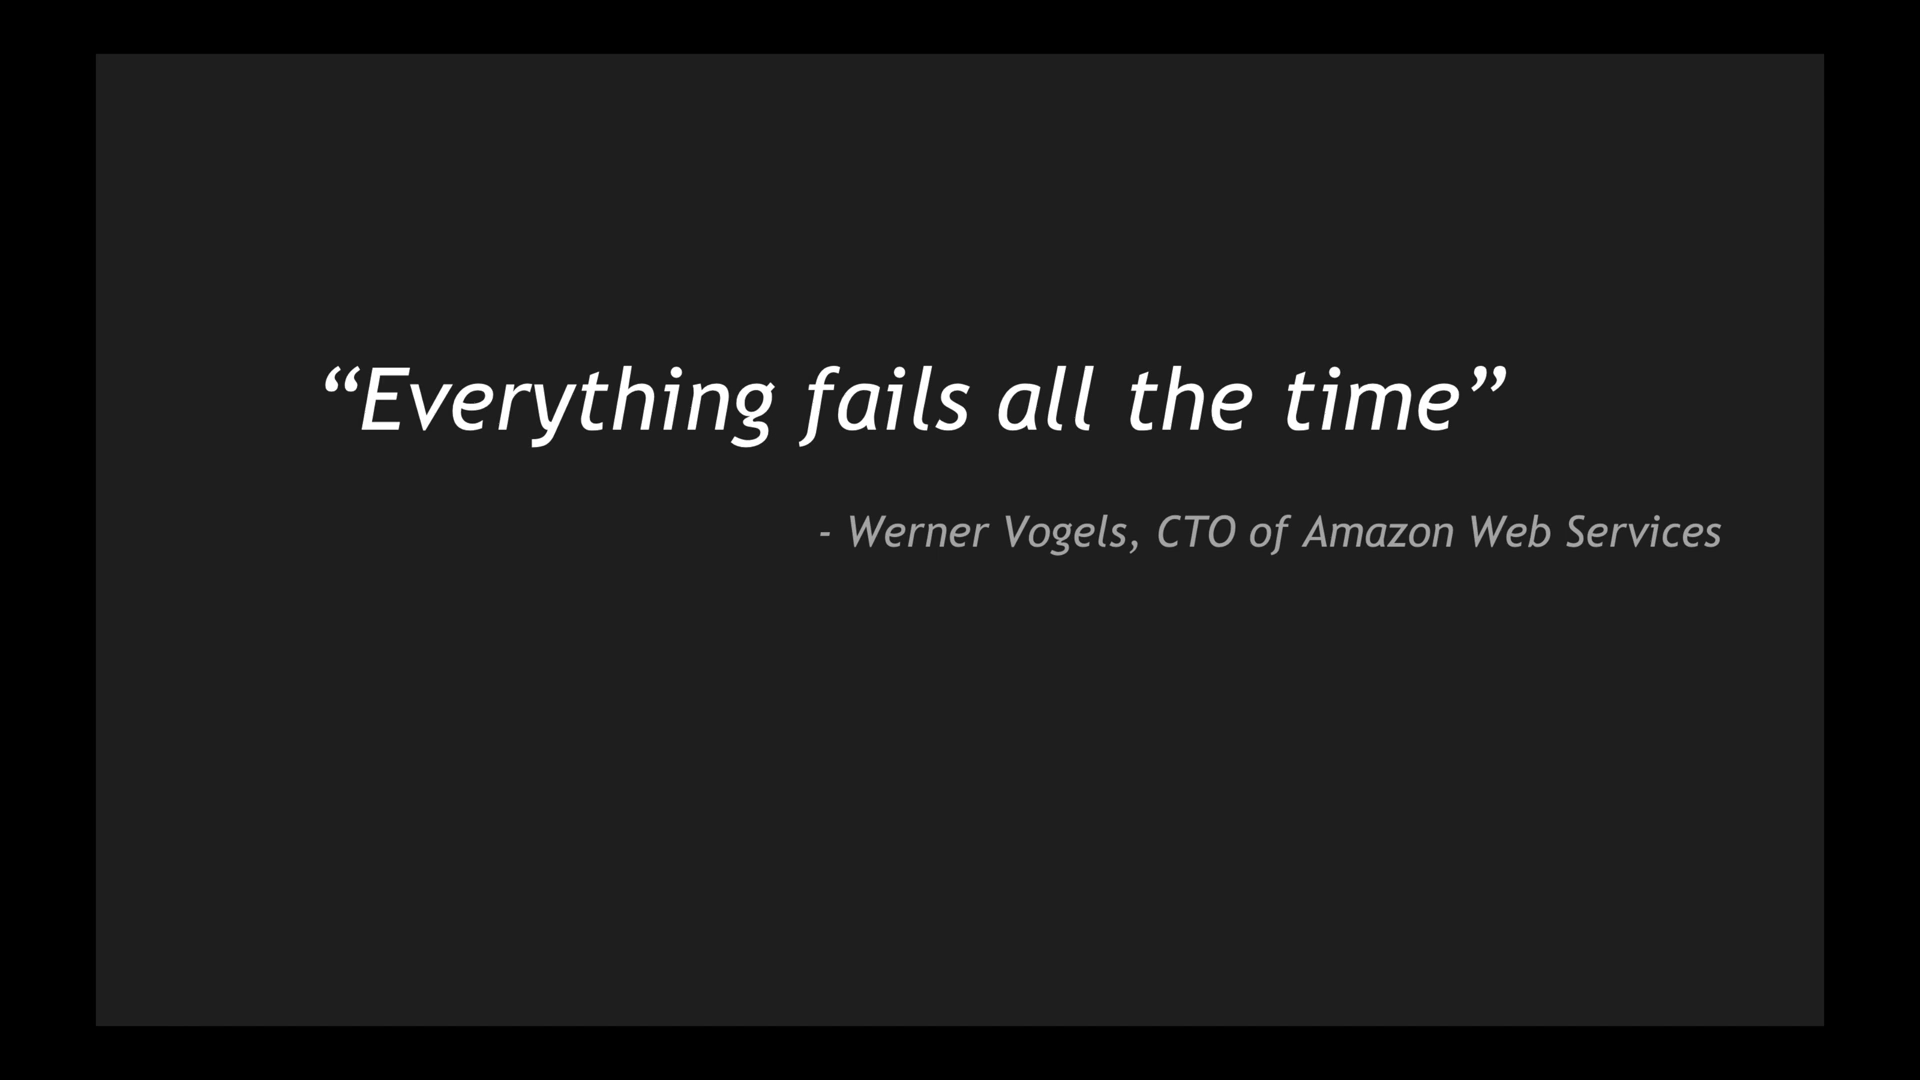 “Everything fails all the time”
- Werner Vogels, CTO of Amazon Web Services